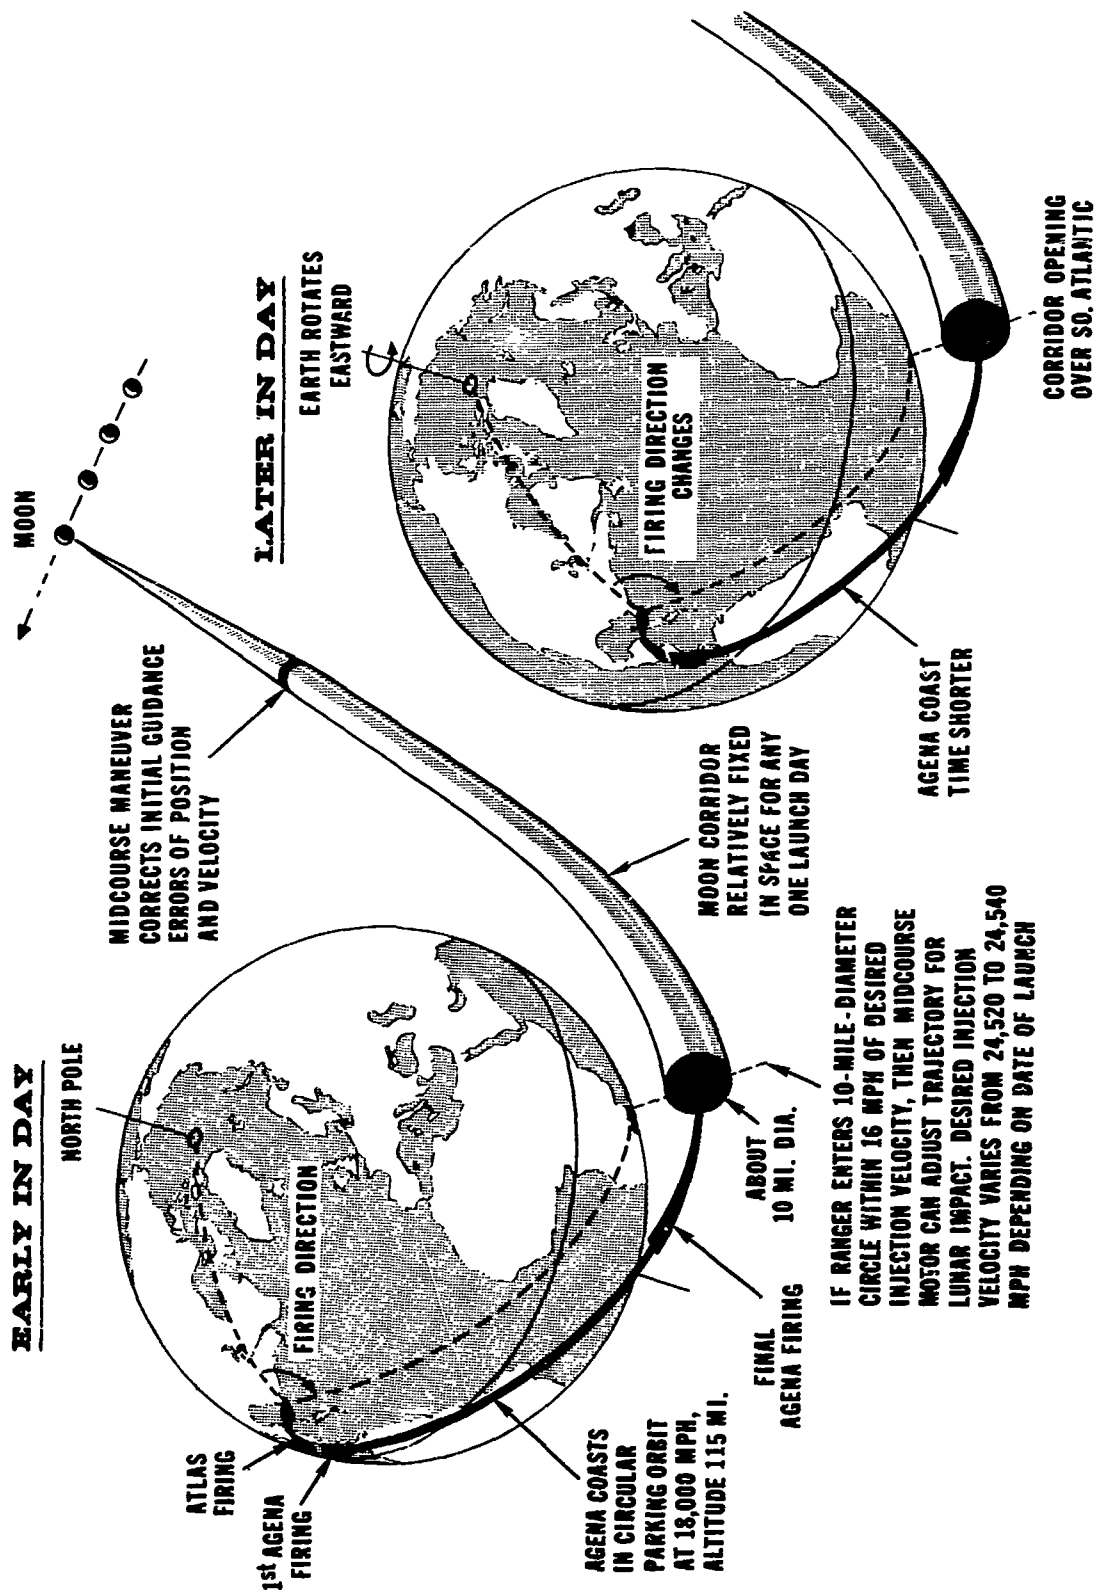 EARLY IN DAY
NORTH POLE
FIRING DIRECTION
ATLAS
FIRING
1st AGENA
FIRING
AGENA COASTS
IN CIRCULAR
PARKING ORBIT
AT 18,000 MPH,
ALTITUDE 115 MI.
FINAL
AGENA FIRING
ABOUT
10 MI. DIA.
IF RANGER ENTERS 10-MILE-DIAMETER
CIRCLE WITHIN 16 MPH OF DESIRED
INJECTION VELOCITY, THEN MIDCOURSE
MOTOR CAN ADJUST TRAJECTORY FOR
LUNAR IMPACT. DESIRED INJECTION
VELOCITY VARIES FROM 24,520 TO 24,540
MPH DEPENDING ON DATE OF LAUNCH
MOON
MIDCOURSE MANEUVER
CORRECTS INITIAL GUIDANCE
ERRORS OF POSITION
AND VELOCITY
MOON CORRIDOR
RELATIVELY FIXED
IN SPACE FOR ANY
ONE LAUNCH DAY
LATER IN DAY
EARTH ROTATES
EASTWARD
FIRING DIRECTION
CHANGES
AGENA COAST
TIME SHORTER
CORRIDOR OPENING
OVER SO. ATLANTIC